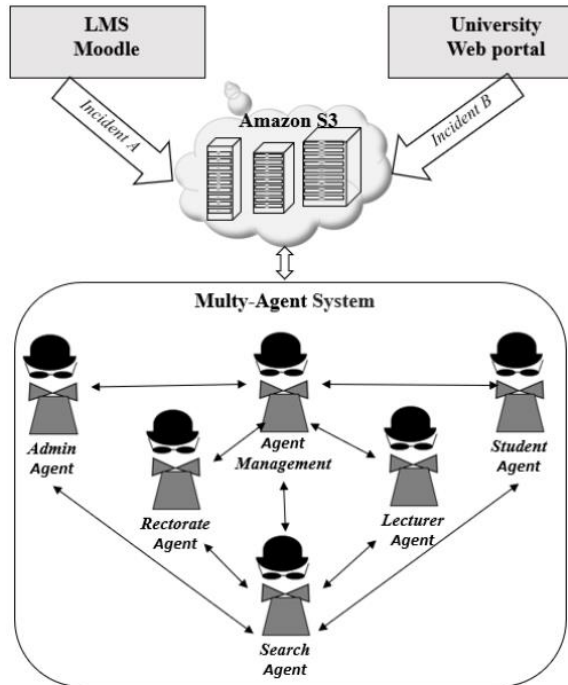 LMS
Moodle
University
Web portal
Incident A
Incident B
Amazon S3
Multy-Agent System
Admin
Agent
Agent
Management
Student
Agent
Rectorate
Agent
Lecturer
Agent
Search
Agent